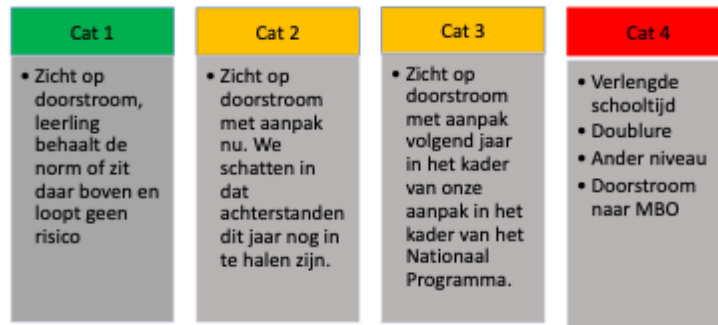 Cat 1
• Zicht op
doorstroom,
leerling
behaalt de
norm of zit
daar boven en
loopt geen
risico
Cat 2
• Zicht op
doorstroom
met aanpak
nu. We
schatten in
dat
achterstanden
dit jaar nog in
te halen zijn.
Cat 3
• Zicht op
doorstroom
met aanpak
volgend jaar
in het kader
van onze
aanpak in het
kader van het
Nationaal
Programma.
Cat 4
• Verlengde
schooltijd
• Doublure
• Ander niveau
• Doorstroom
naar MBO